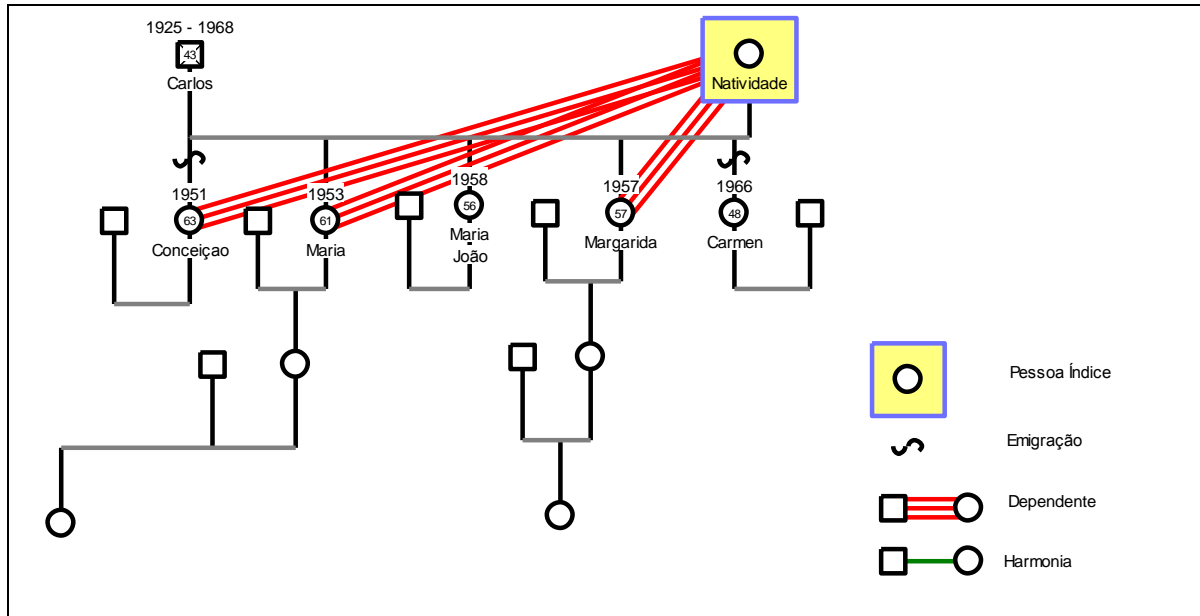 1925 - 1968
43
Carlos
Natividade
1951
1953
1958
1957
1966
63
61
56
57
48
Conceiçao
Maria
Maria
João
Margarida
Carmen
Pessoa Índice
Emigração
Dependente
Harmonia